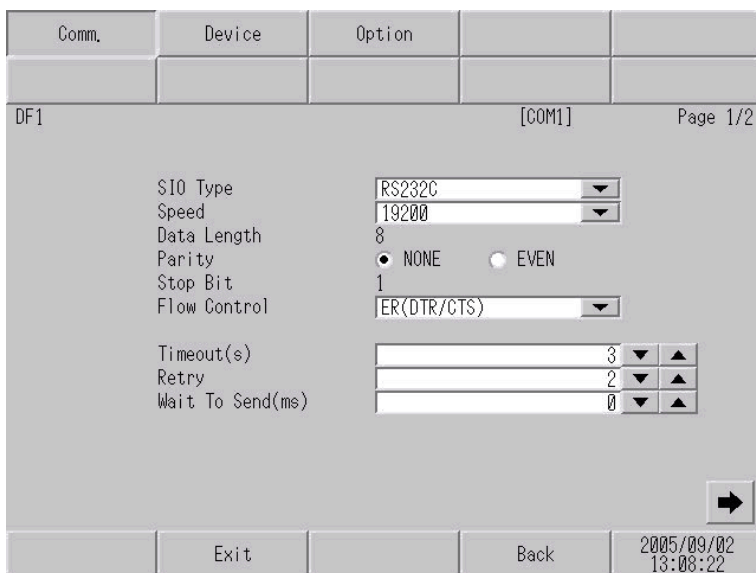 Comm. Device Option
DF1 [COM1] Page 1/2
SIO Type RS232C
Speed 19200
Data Length 8
Parity NONE EVEN
Stop Bit 1
Flow Control ER(DTR/CTS)
Timeout(s) 3
Retry 2
Wait To Send(ms) 0
Exit Back 2005/09/02
13:08:22